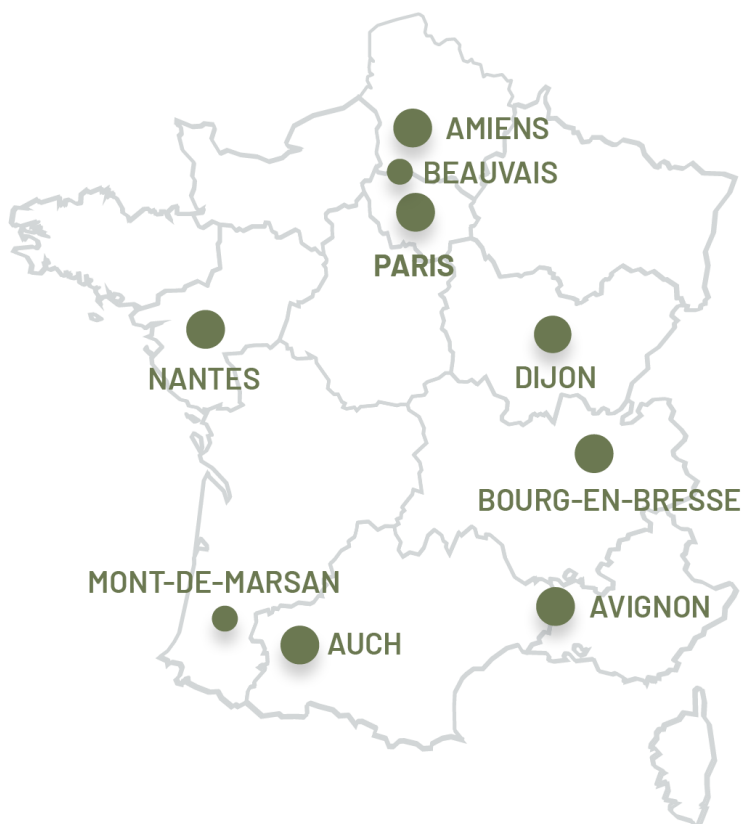 AMIENS
BEAUVAIS
PARIS
NANTES
DIJON
BOURG-EN-BRESSE
MONT-DE-MARSAN
AVIGNON
AUCH